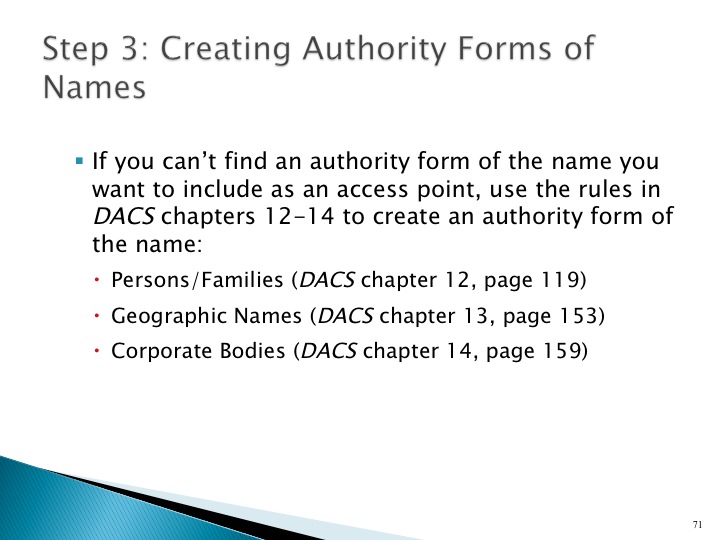 Step 3: Creating Authority Forms of
Names
▪ If you can’t find an authority form of the name you
want to include as an access point, use the rules in
DACS chapters 12-14 to create an authority form of
the name:
• Persons/Families (DACS chapter 12, page 119)
• Geographic Names (DACS chapter 13, page 153)
• Corporate Bodies (DACS chapter 14, page 159)
71